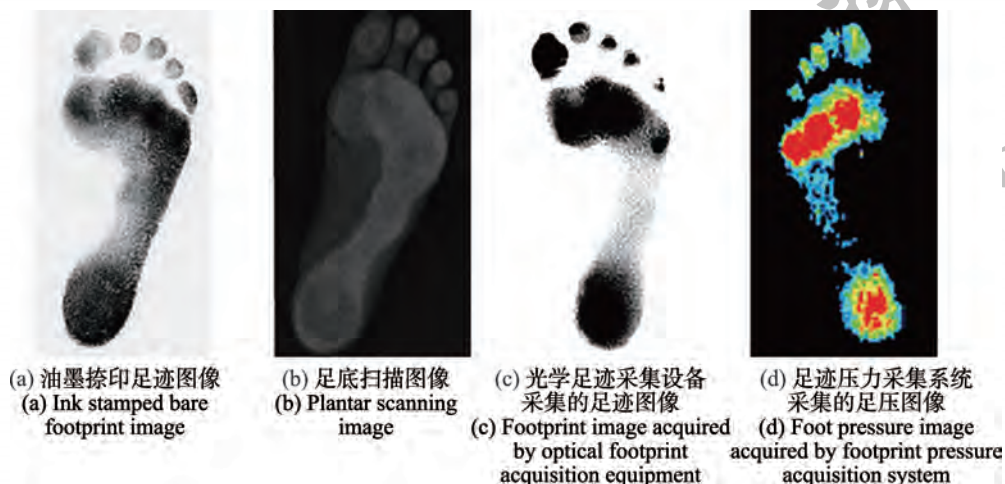 (a) 油墨捺印足迹图像
(a) Ink stamped bare
footprint image
(b) 足底扫描图像
(b) Plantar scanning
image
(c) 光学足迹采集设备
采集的足迹图像
(c) Footprint image acquired
by optical footprint
acquisition equipment
(d) 足迹压力采集系统
采集的足压图像
(d) Foot pressure image
acquired by footprint pressure
acquisition system